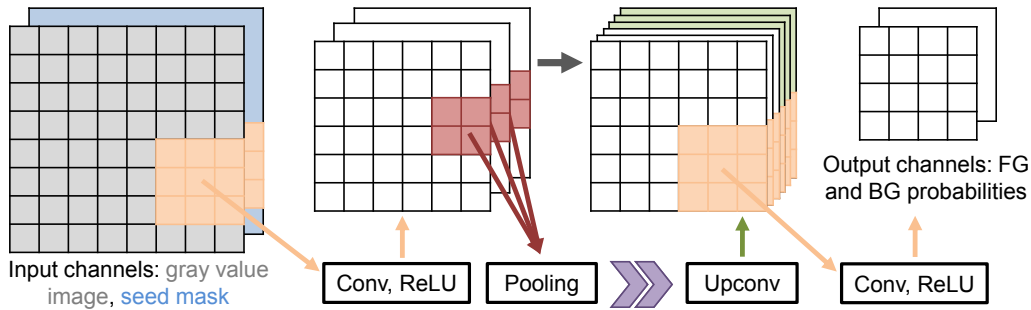 Input channels: gray value
image, seed mask
Conv, ReLU
Pooling
Upconv
Conv, ReLU
Output channels: FG
and BG probabilities